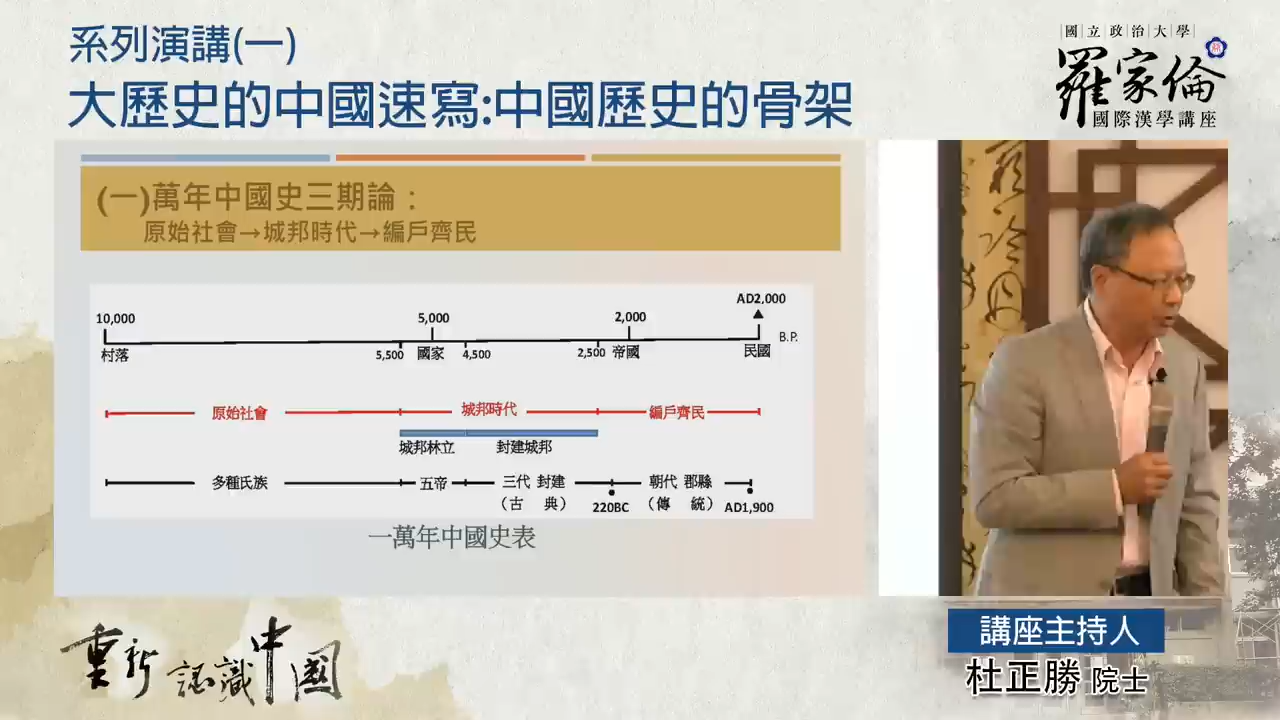 系列演講(一)
大歷史的中國速寫:中國歷史的骨架
國立政治大學
羅家倫
國際漢學講座
(一)萬年中國史三期論：
原始社會→城邦時代→編戶齊民
AD2,000
10,000 5,000 2,000
B.P.
村落 5,500 國家 4,500 2,500 帝國 民國
原始社會 城邦時代 編戶齊民
城邦林立 封建城邦
多種氏族 五帝 三代 封建 朝代 郡縣
（古 典） 220BC （傳 統） AD1,900
一萬年中國史表
重新認識中國
講座主持人
杜正勝 院士